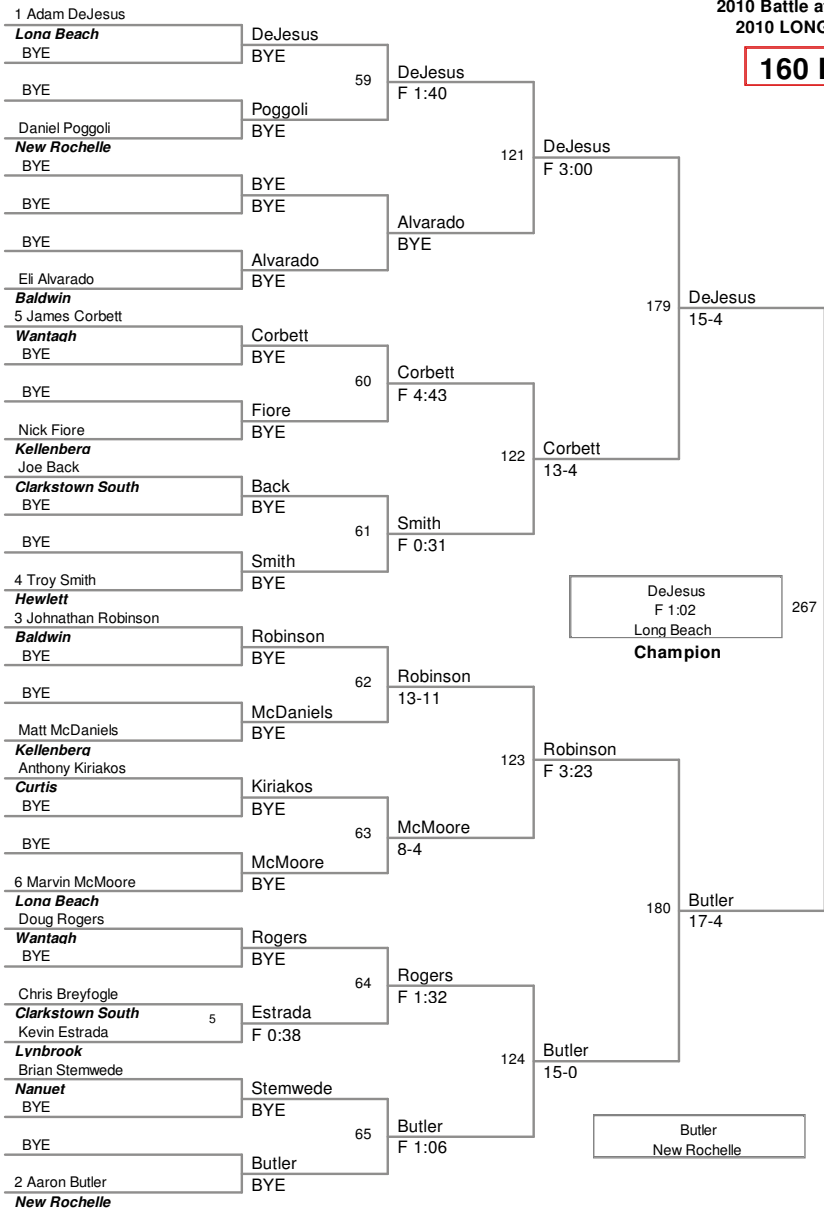 2010 Battle a
2010 LONG
160
1 Adam DeJesus
Long Beach
BYE
BYE
Daniel Poggoli
New Rochelle
BYE
BYE
BYE
Eli Alvarado
Baldwin
5 James Corbett
Wantagh
BYE
BYE
Nick Fiore
Kellenberg
Joe Back
Clarkstown South
BYE
BYE
4 Troy Smith
Hewlett
3 Johnathan Robinson
Baldwin
BYE
BYE
Matt McDaniels
Kellenberg
Anthony Kiriakos
Curtis
BYE
BYE
6 Marvin McMoore
Long Beach
Doug Rogers
Wantagh
BYE
Chris Breyfogle
Clarkstown South
5
Kevin Estrada
Lynbrook
Brian Stemwede
Nanuet
BYE
BYE
2 Aaron Butler
New Rochelle
DeJesus
BYE
59
Poggoli
BYE
BYE
BYE
Alvarado
BYE
Corbett
BYE
60
Fiore
BYE
Back
BYE
61
Smith
BYE
Robinson
BYE
62
McDaniels
BYE
Kiriakos
BYE
63
McMoore
BYE
Rogers
BYE
64
Estrada
F 0:38
Stemwede
BYE
65
Butler
BYE
DeJesus
F 1:40
121
Alvarado
BYE
Corbett
F 4:43
122
Smith
F 0:31
Robinson
13-11
123
McMoore
8-4
Rogers
F 1:32
124
Butler
F 1:06
DeJesus
F 3:00
179
Corbett
13-4
Robinson
F 3:23
180
Butler
15-0
DeJesus
15-4
267
Butler
17-4
DeJesus
F 1:02
Long Beach
Champion
Butler
New Rochelle